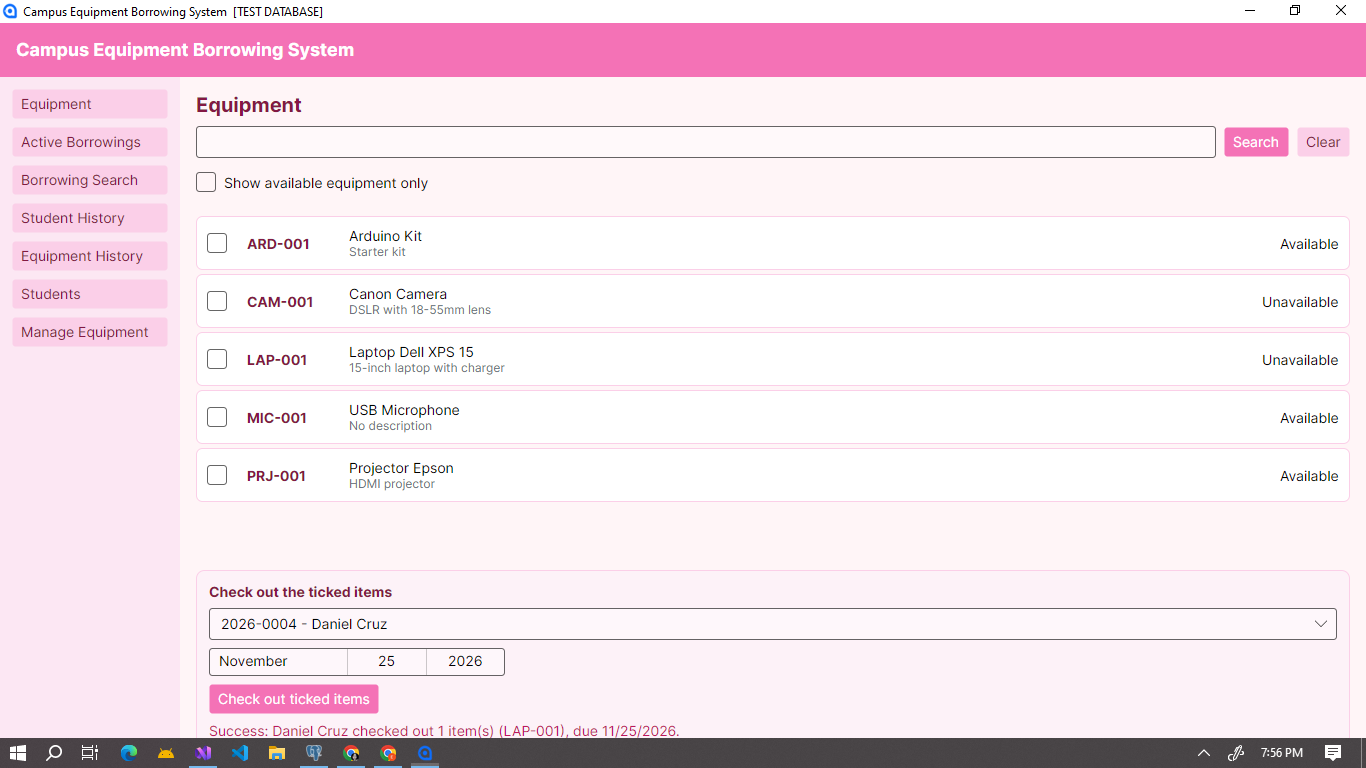 Campus Equipment Borrowing System [TEST DATABASE]
Campus Equipment Borrowing System
Equipment
Active Borrowings
Borrowing Search
Student History
Equipment History
Students
Manage Equipment
Equipment
Search
Clear
Show available equipment only
ARD-001
Arduino Kit
Starter kit
Available
CAM-001
Canon Camera
DSLR with 18-55mm lens
Unavailable
LAP-001
Laptop Dell XPS 15
15-inch laptop with charger
Unavailable
MIC-001
USB Microphone
No description
Available
PRJ-001
Projector Epson
HDMI projector
Available
Check out the ticked items
2026-0004 - Daniel Cruz
November 25 2026
Check out ticked items
Success: Daniel Cruz checked out 1 item(s) (LAP-001), due 11/25/2026.
7:56 PM